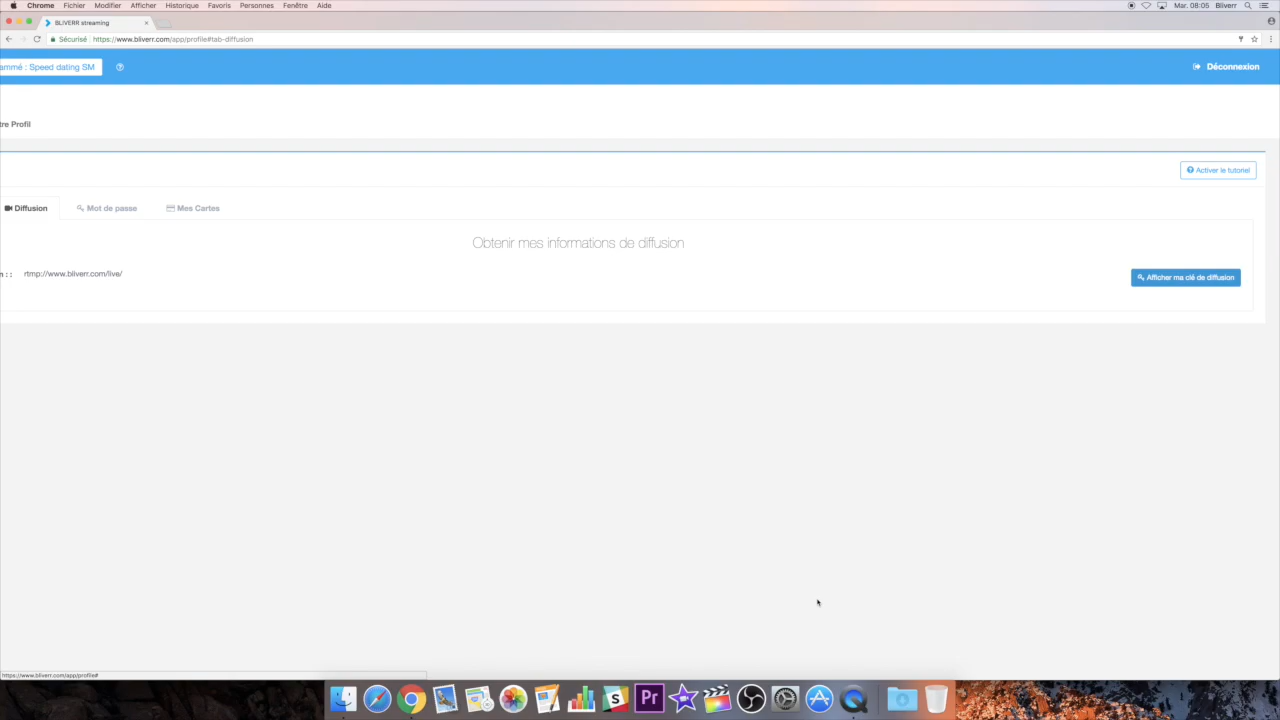 Chrome Fichier Modifier Afficher Historique Favoris Personnes Fenêtre Aide Mar. 08:05 Bliverr
BLIVERR streaming
Sécurisé https://www.bliverr.com/app/profile#tab-diffusion
ammé : Speed dating SM Déconnexion
tre Profil
Activer le tutoriel
Diffusion Mot de passe Mes Cartes
Obtenir mes informations de diffusion
n : : rtmp://www.bliverr.com/live/ Afficher ma clé de diffusion
https://www.bliverr.com/app/profile#
Pr